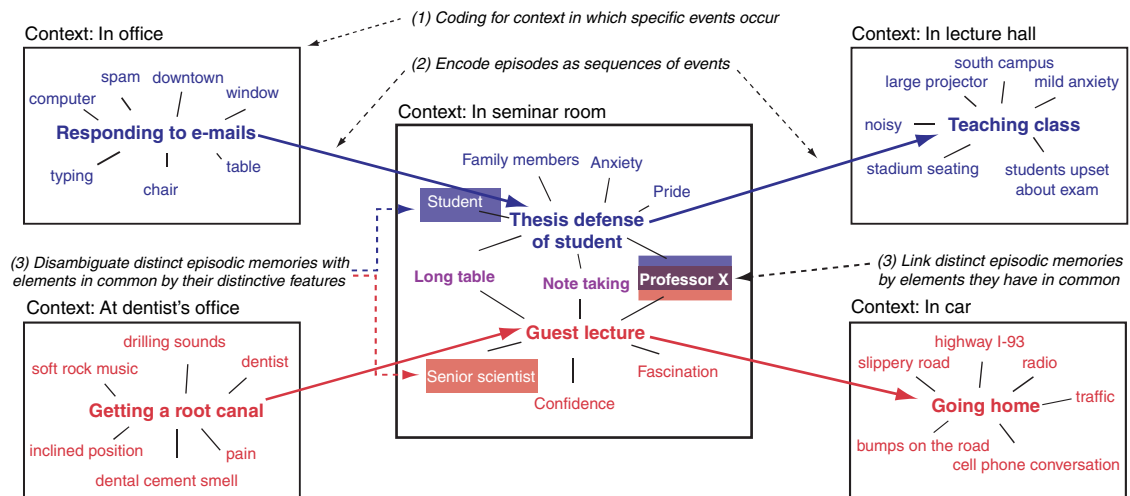 (1) Coding for context in which specific events occur
Context: In office
Context: In lecture hall
(2) Encode episodes as sequences of events
spam
downtown
computer
window
Responding to e-mails
typing
chair
table
south campus
large projector
mild anxiety
noisy
Teaching class
stadium seating
students upset
about exam
Context: In seminar room
Family members
Anxiety
Student
Pride
Thesis defense
of student
Long table
Note taking
Professor X
Guest lecture
Senior scientist
Fascination
Confidence
(3) Disambiguate distinct episodic memories with
elements in common by their distinctive features
(3) Link distinct episodic memories
by elements they have in common
Context: At dentist's office
drilling sounds
soft rock music
dentist
Getting a root canal
inclined position
pain
dental cement smell
Context: In car
highway I-93
slippery road
radio
traffic
Going home
bumps on the road
cell phone conversation